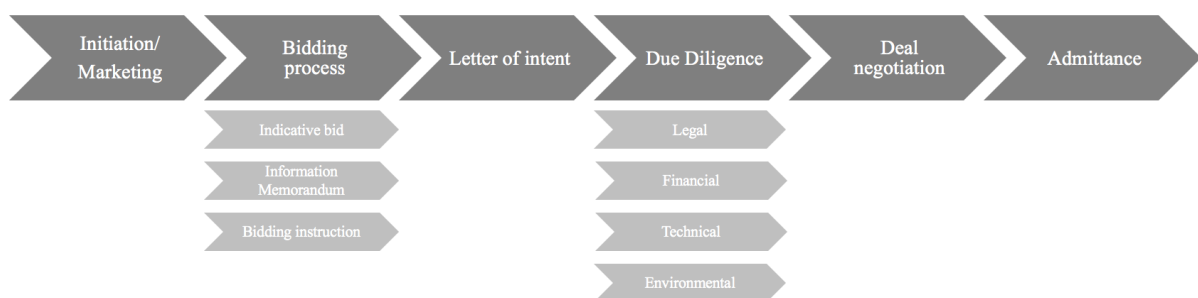 Initiation/
Marketing
Bidding
process
Letter of intent
Due Diligence
Deal
negotiation
Admittance
Indicative bid
Information
Memorandum
Bidding instruction
Legal
Financial
Technical
Environmental